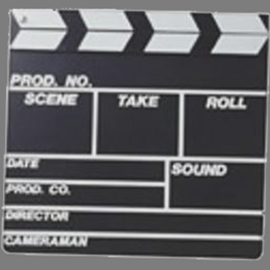 PROD. NO.
SCENE TAKE ROLL
DATE
SOUND
PROD. CO.
DIRECTOR
CAMERAMAN